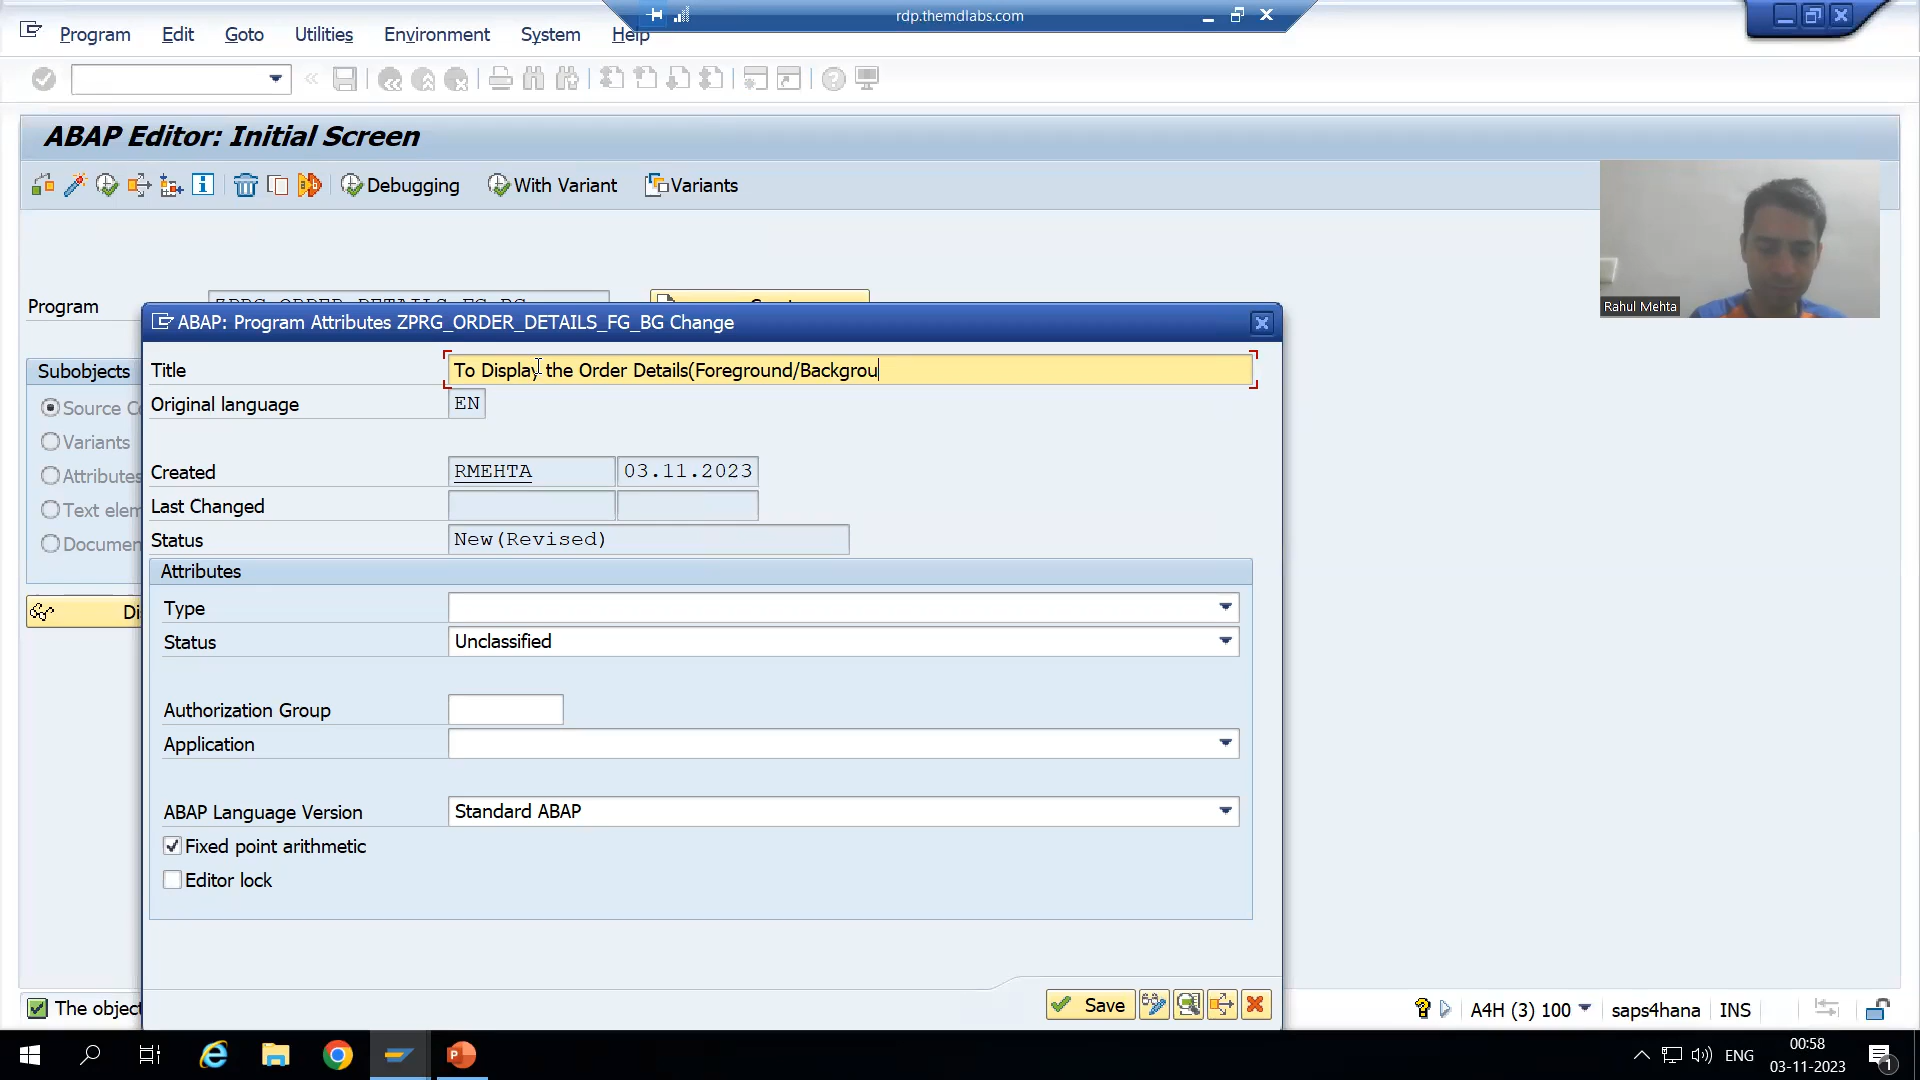 rdp.themdlabs.com
Program Edit Goto Utilities Environment System Help
ABAP Editor: Initial Screen
Debugging With Variant Variants
Rahul Mehta
Program
ABAP: Program Attributes ZPRG_ORDER_DETAILS_FG_BG Change
Title To Display the Order Details(Foreground/Backgrou
Subobjects
Original language EN
Source C
Variants
Created RMEHTA 03.11.2023
Attributes
Last Changed
Text elem
Status New(Revised)
Documen
Attributes
Type
Di
Status Unclassified
Authorization Group
Application
ABAP Language Version Standard ABAP
Fixed point arithmetic
Editor lock
Save
The object
A4H (3) 100 saps4hana INS
ENG
00:58
03-11-2023
1